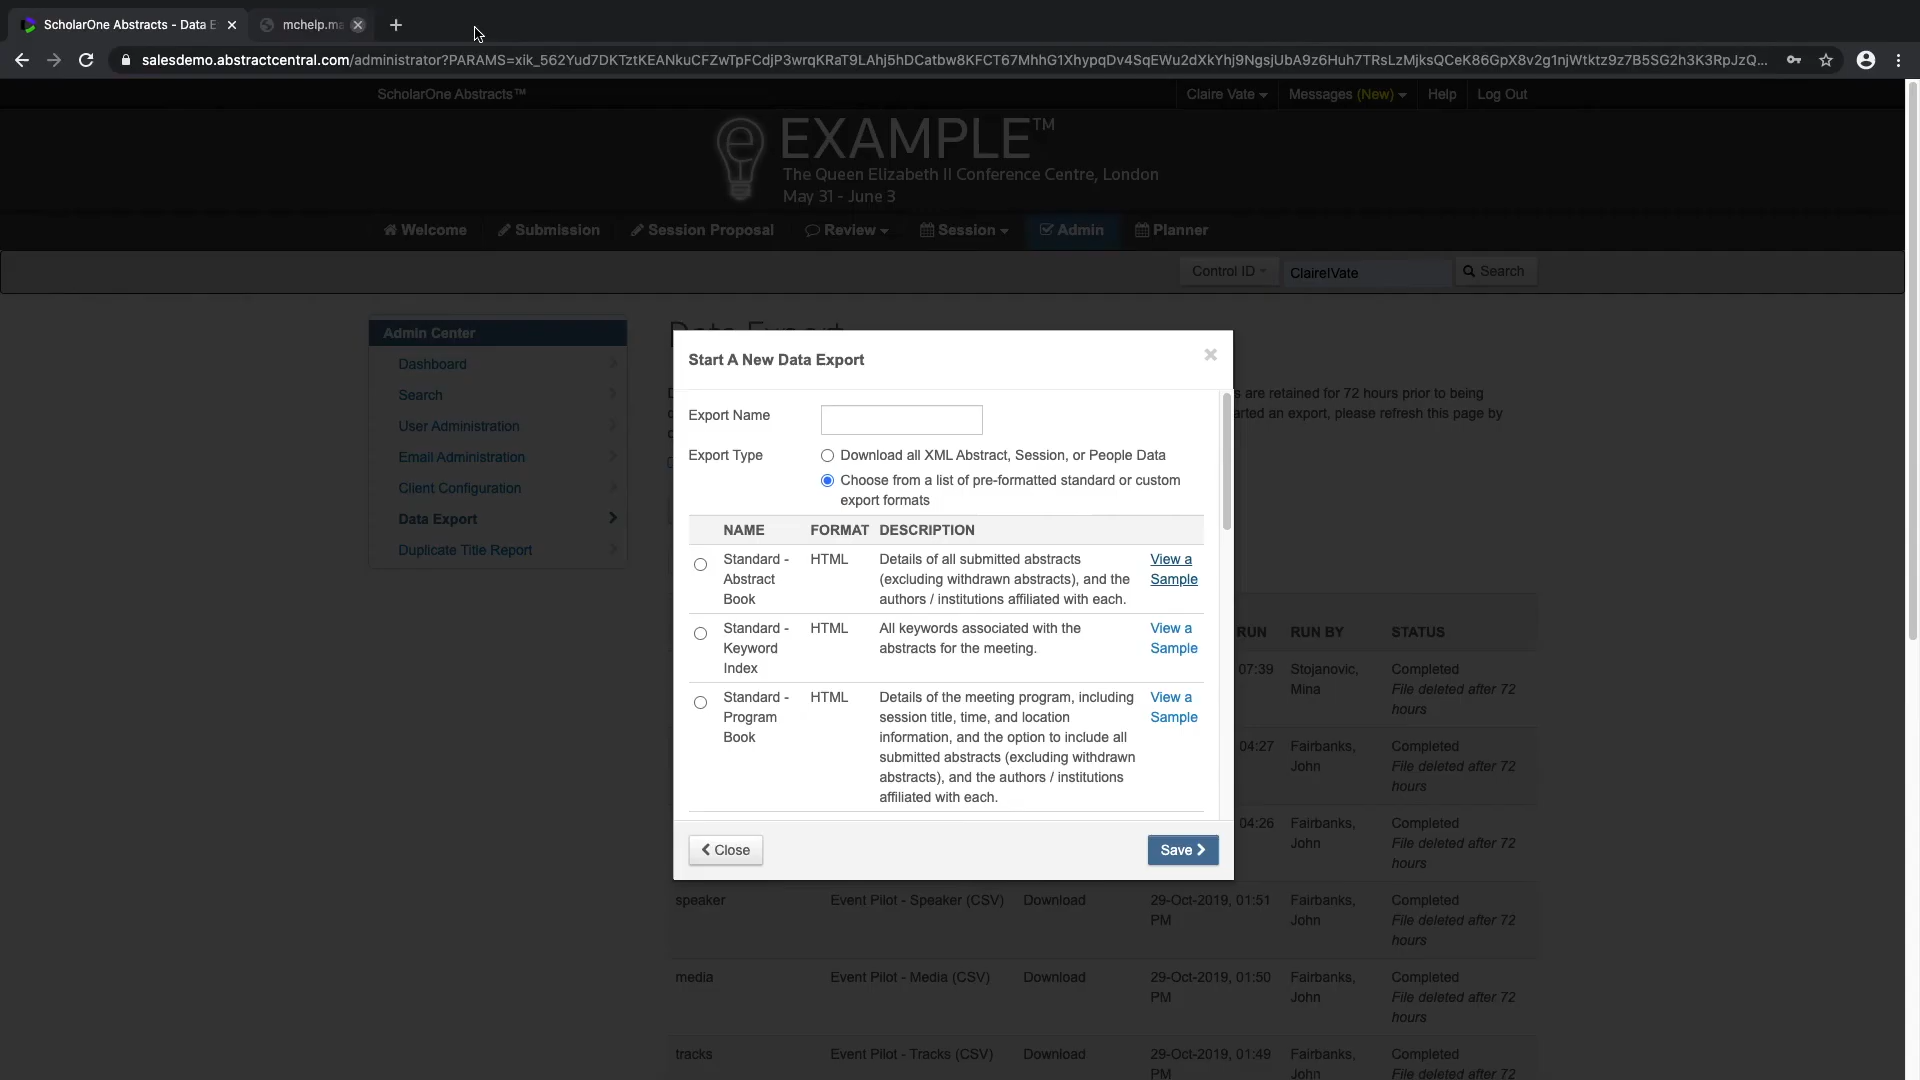 ScholarOne Abstracts - Data E
mchelp.ma
salesdemo.abstractcentral.com/administrator?PARAMS=xik_562Yud7DKTztKEANkuCFZwTpFCdjP3wrqKRaT9LAhj5hDCatbw8KFCT67MhhG1XhypqDv4SqEWu2dXkYhj9NgsjUbA9z6Huh7TRsLzMjksQCeK86GpX8v2g1njWtktz9z7B5SG2h3K3RpJzQ...
ScholarOne Abstracts™
Claire Vate
Messages (New)
Help
Log Out
EXAMPLE™
The Queen Elizabeth II Conference Centre, London
May 31 - June 3
Welcome
Submission
Session Proposal
Review
Session
Admin
Planner
Control ID
ClairelVate
Search
Admin Center
Dashboard
Search
User Administration
Email Administration
Client Configuration
Data Export
Duplicate Title Report
s are retained for 72 hours prior to being
arted an export, please refresh this page by
Start A New Data Export
Export Name
Export Type
Download all XML Abstract, Session, or People Data
Choose from a list of pre-formatted standard or custom
export formats
NAME FORMAT DESCRIPTION
Standard - HTML Details of all submitted abstracts View a
Abstract (excluding withdrawn abstracts), and the Sample
Book authors / institutions affiliated with each.
Standard - HTML All keywords associated with the View a
Keyword abstracts for the meeting. Sample
Index
Standard - HTML Details of the meeting program, including View a
Program session title, time, and location Sample
Book information, and the option to include all
submitted abstracts (excluding withdrawn
abstracts), and the authors / institutions
affiliated with each.
Close
Save
RUN RUN BY STATUS
07:39 Stojanovic, Completed
Mina File deleted after 72
hours
04:27 Fairbanks, Completed
John File deleted after 72
hours
04:26 Fairbanks, Completed
John File deleted after 72
hours
speaker Event Pilot - Speaker (CSV) Download 29-Oct-2019, 01:51 Fairbanks, Completed
PM John File deleted after 72
hours
media Event Pilot - Media (CSV) Download 29-Oct-2019, 01:50 Fairbanks, Completed
PM John File deleted after 72
hours
tracks Event Pilot - Tracks (CSV) Download 29-Oct-2019, 01:49 Fairbanks, Completed
PM John File deleted after 72